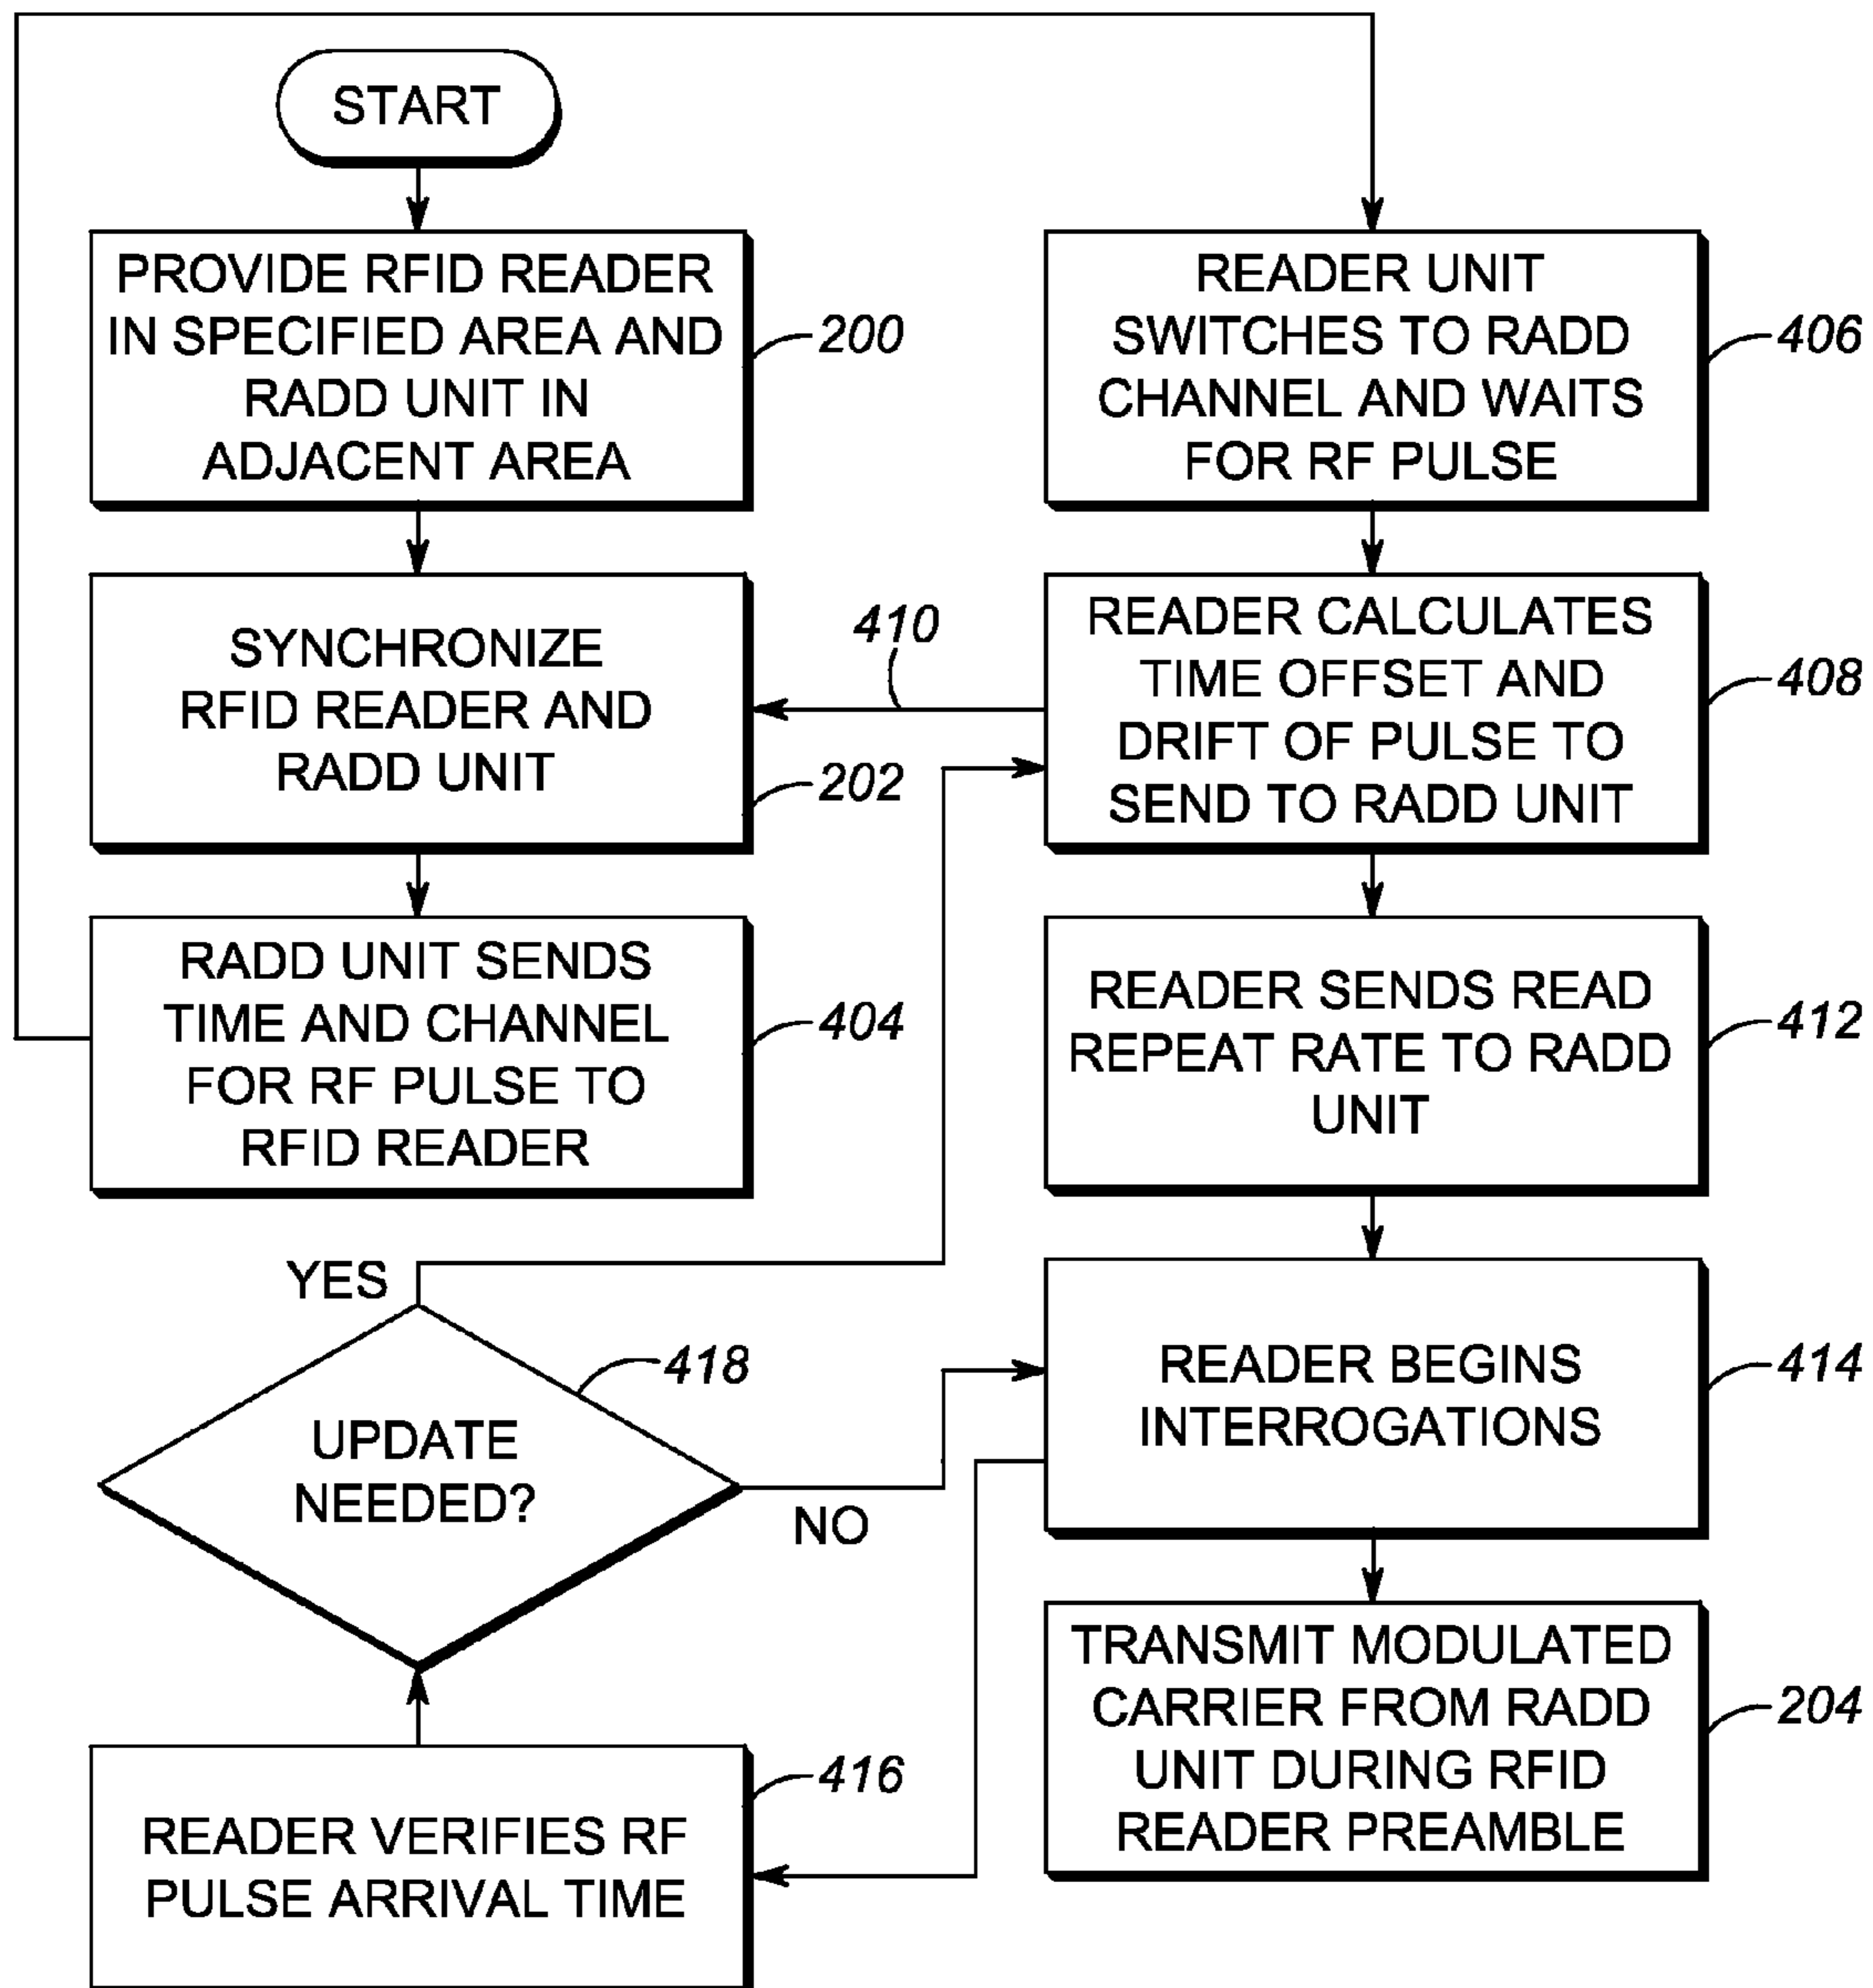 START
PROVIDE RFID READER
IN SPECIFIED AREA AND
RADD UNIT IN
ADJACENT AREA
200
SYNCHRONIZE
RFID READER AND
RADD UNIT
202
RADD UNIT SENDS
TIME AND CHANNEL
FOR RF PULSE TO
RFID READER
404
READER UNIT
SWITCHES TO RADD
CHANNEL AND WAITS
FOR RF PULSE
406
READER CALCULATES
TIME OFFSET AND
DRIFT OF PULSE TO
SEND TO RADD UNIT
408
410
READER SENDS READ
REPEAT RATE TO RADD
UNIT
412
READER BEGINS
INTERROGATIONS
414
TRANSMIT MODULATED
CARRIER FROM RADD
UNIT DURING RFID
READER PREAMBLE
204
READER VERIFIES RF
PULSE ARRIVAL TIME
416
UPDATE
NEEDED?
418
YES
NO